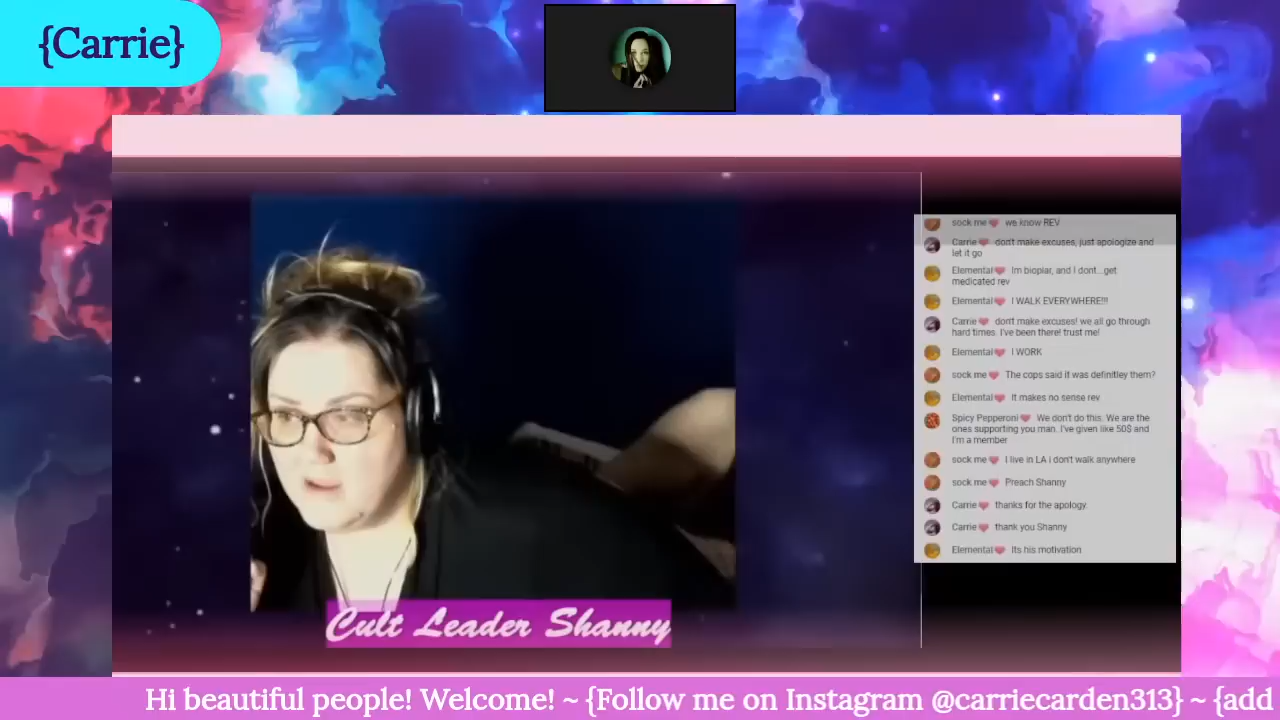 {Carrie}
sock me we know REV
Carrie don't make excuses, just apologize and
let it go
Elemental Im bioplar, and I dont...get
medicated rev
Elemental I WALK EVERYWHERE!!!
Carrie don't make excuses! we all go through
hard times. I've been there! trust me!
Elemental I WORK
sock me The cops said it was definitley them?
Elemental It makes no sense rev
Spicy Pepperoni We don't do this. We are the
ones supporting you man. I've given like 50$ and
I'm a member
sock me I live in LA i don't walk anywhere
sock me Preach Shanny
Carrie thanks for the apology.
Carrie thank you Shanny
Elemental Its his motivation
Cult Leader Shanny
Hi beautiful people! Welcome! ~ {Follow me on Instagram @carriecarden313} ~ {add